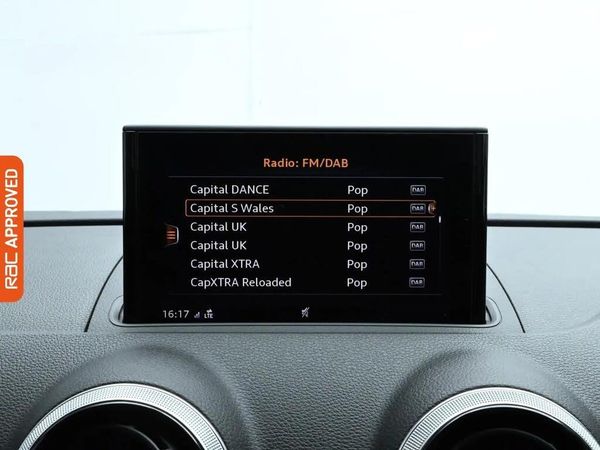 RAC APPROVED
Radio: FM/DAB
Capital DANCE Pop DAB
Capital S Wales Pop DAB
Capital UK Pop DAB
Capital UK Pop DAB
Capital XTRA Pop DAB
CapXTRA Reloaded Pop DAB
16:17 LTE